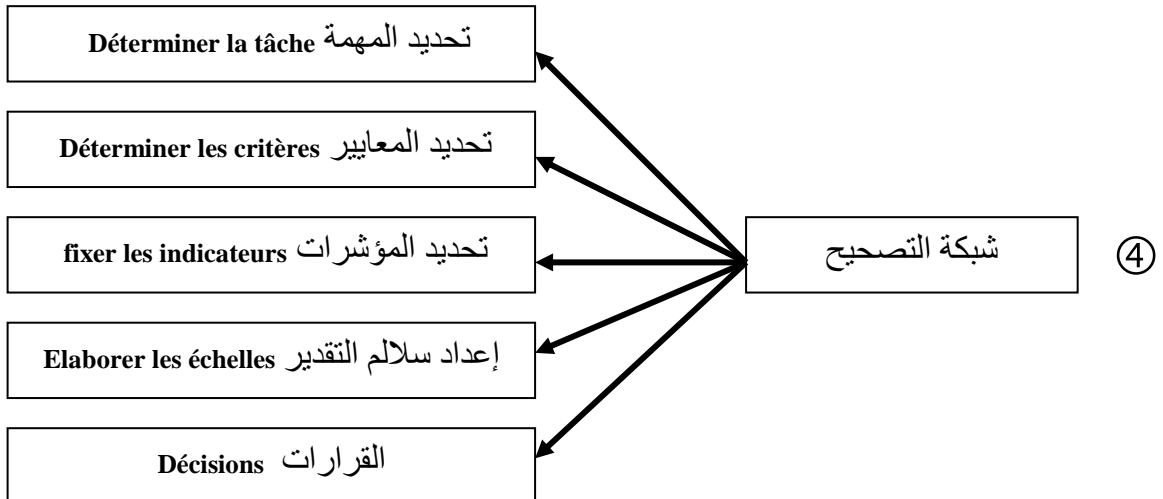 تحديد المهمة Déterminer la tâche
تحديد المعايير Déterminer les critères
تحديد المؤشرات fixer les indicateurs
④ شبكة التصحيح
إعداد سلالم التقدير Elaborer les échelles
القرارات Décisions